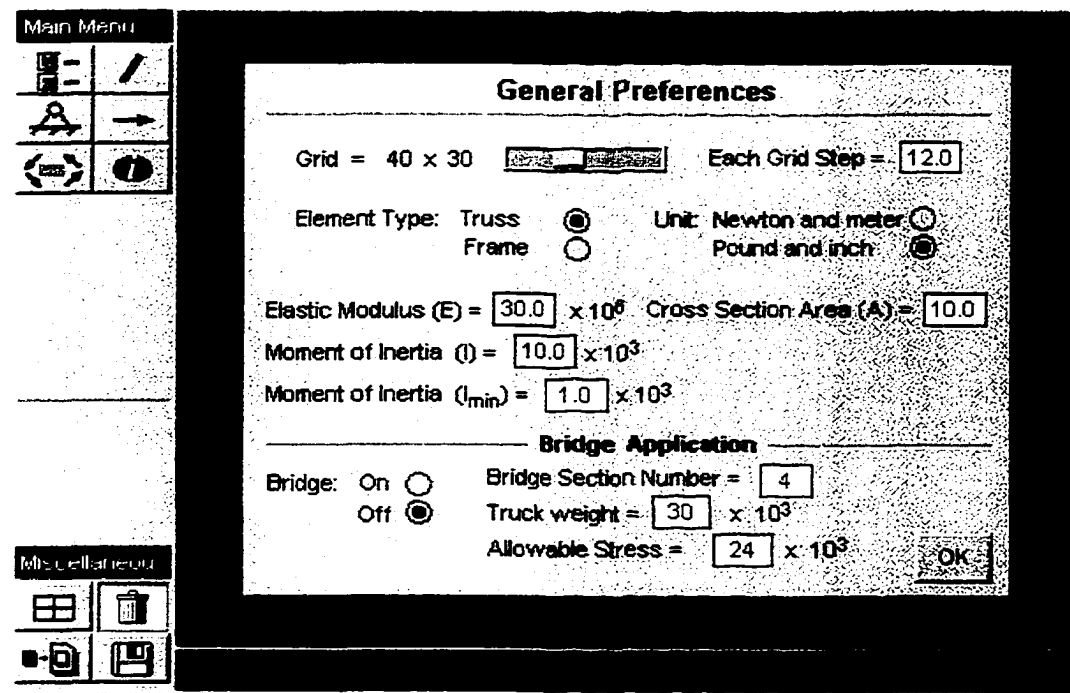 Main Menu
General Preferences
Grid = 40 x 30 Each Grid Step = 12.0
Element Type: Truss Unit: Newton and meter
Frame Pound and inch
Elastic Modulus (E) = 30.0 x 10⁶ Cross Section Area (A) = 10.0
Moment of Inertia (I) = 10.0 x 10³
Moment of Inertia (Imin) = 1.0 x 10³
Bridge Application
Bridge: On Bridge Section Number = 4
Off Truck weight = 30 x 10³
Allowable Stress = 24 x 10³
OK
Miscellaneou